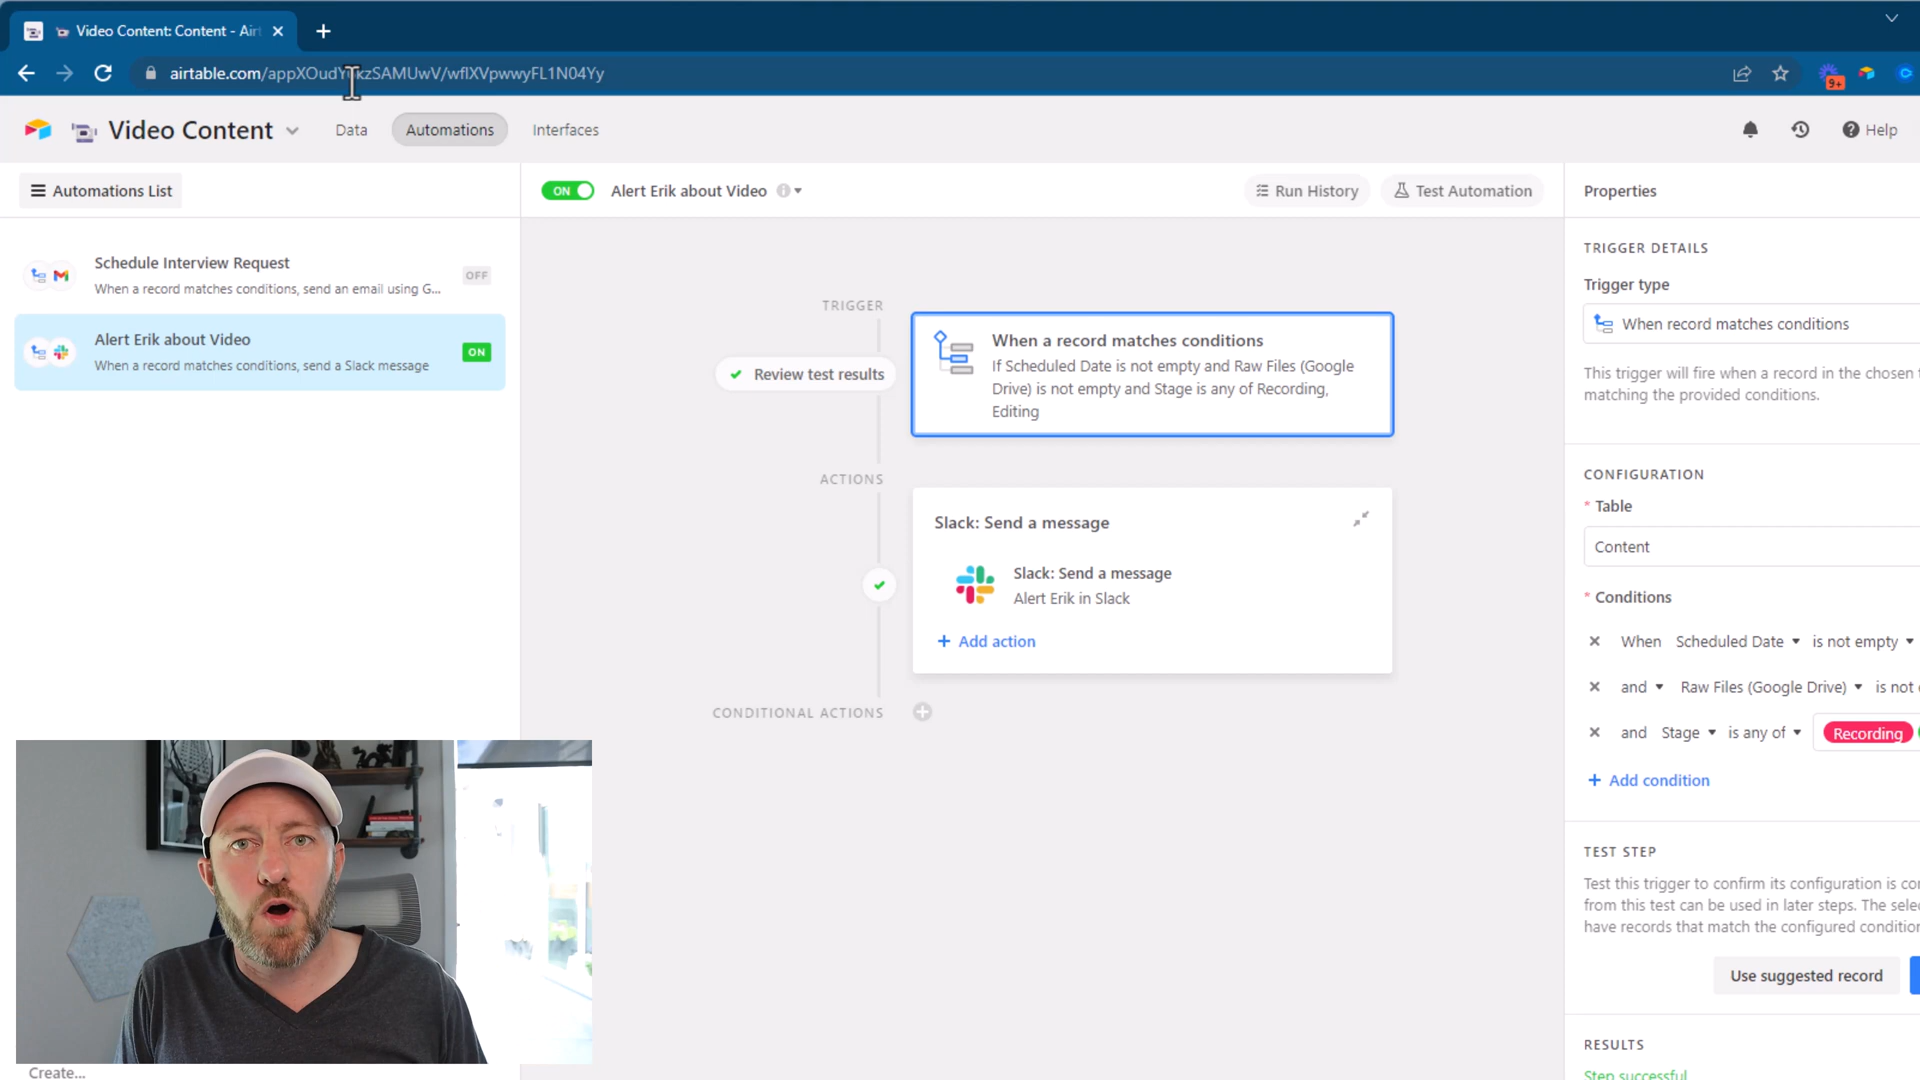 Video Content: Content - Air
airtable.com/appXOudY kzSAMUwV/wflXVpwwyFL1N04Yy
9+
Video Content
Data
Automations
Interfaces
Help
Automations List
ON
Alert Erik about Video
Run History
Test Automation
Properties
Schedule Interview Request
When a record matches conditions, send an email using G...
OFF
Alert Erik about Video
When a record matches conditions, send a Slack message
ON
TRIGGER
Review test results
When a record matches conditions
If Scheduled Date is not empty and Raw Files (Google
Drive) is not empty and Stage is any of Recording,
Editing
ACTIONS
Slack: Send a message
Slack: Send a message
Alert Erik in Slack
+ Add action
CONDITIONAL ACTIONS
TRIGGER DETAILS
Trigger type
When record matches conditions
This trigger will fire when a record in the chosen
matching the provided conditions.
CONFIGURATION
* Table
Content
* Conditions
When Scheduled Date is not empty
and Raw Files (Google Drive) is not
and Stage is any of Recording
+ Add condition
TEST STEP
Test this trigger to confirm its configuration is
from this test can be used in later steps. The
have records that match the configured
Use suggested record
RESULTS
Step successful
Create...